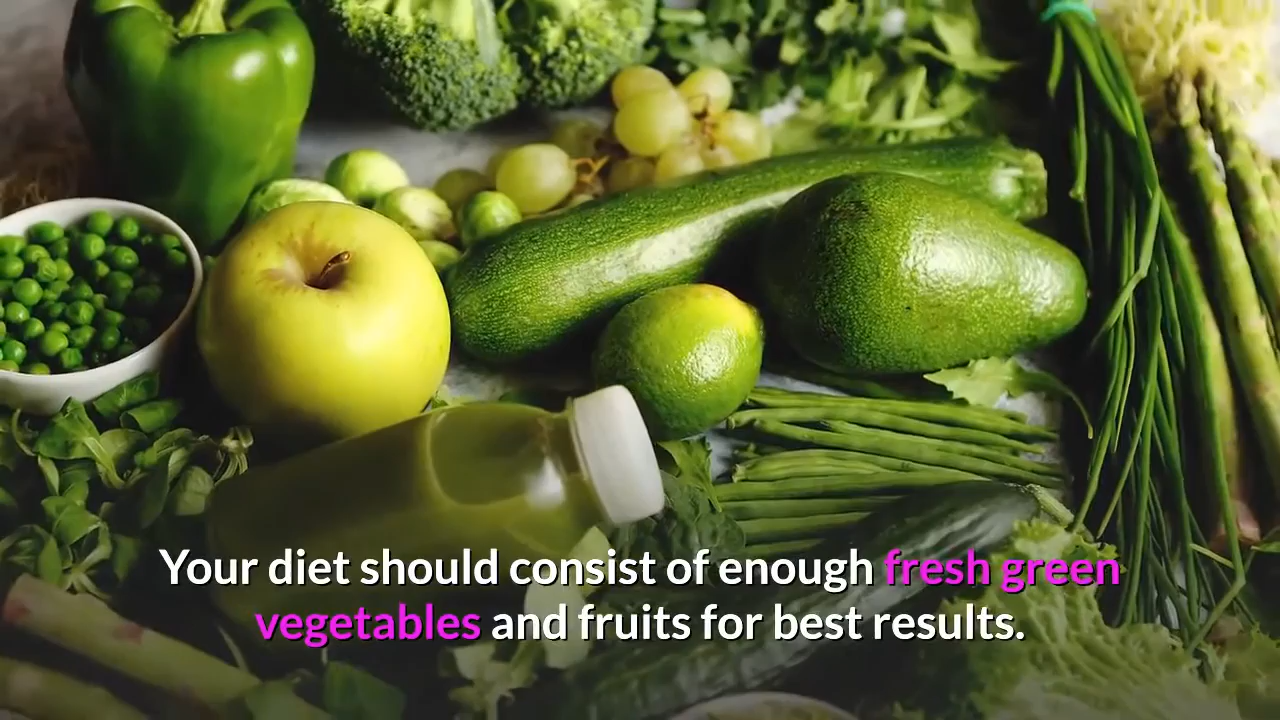 Your diet should consist of enough fresh green
vegetables and fruits for best results.